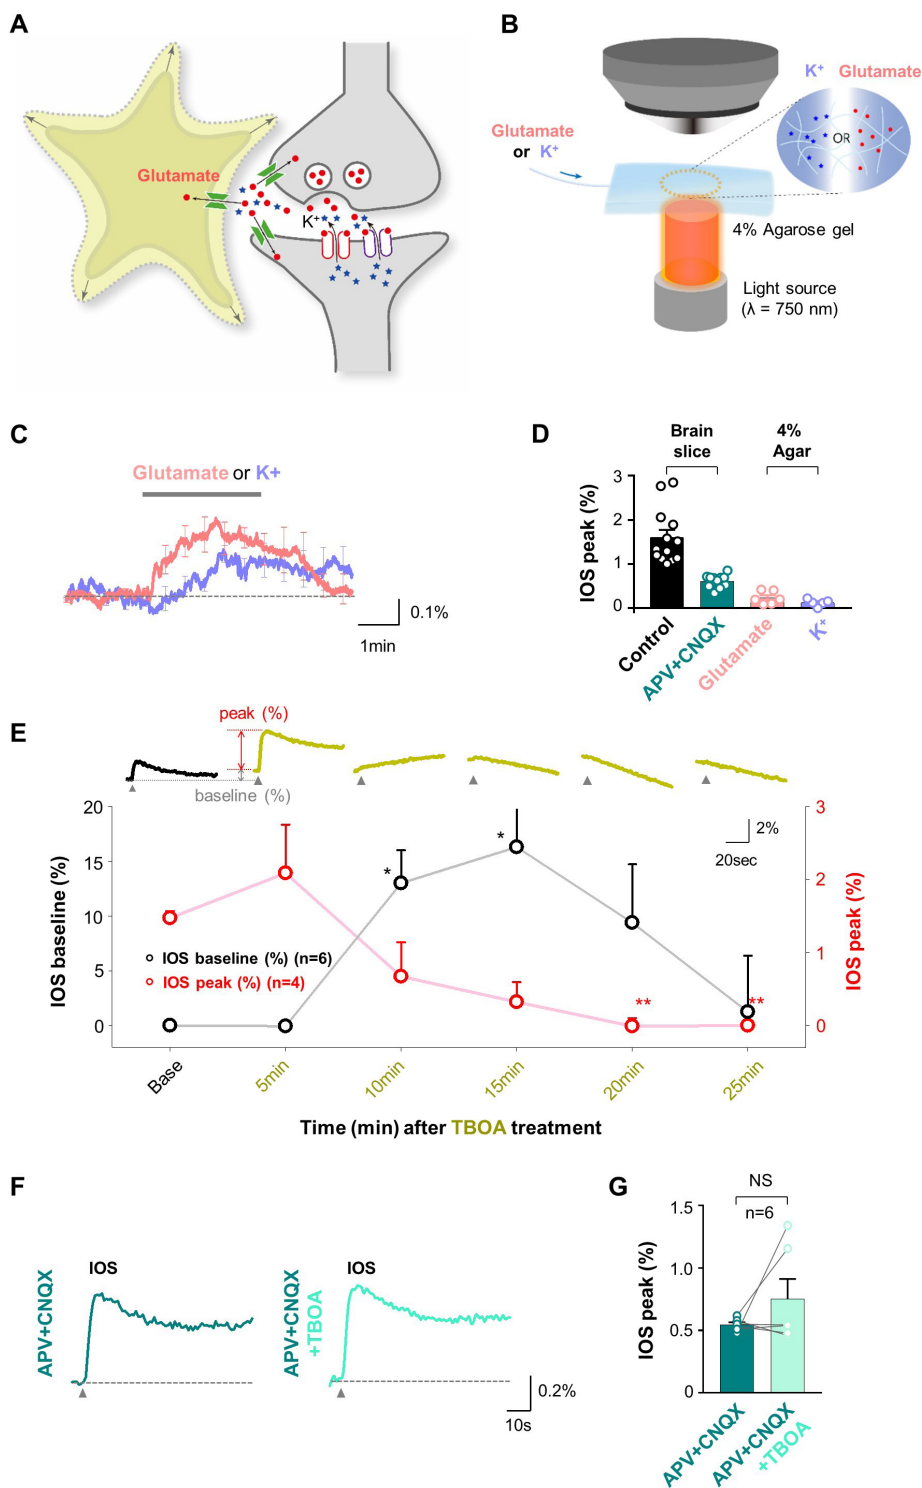 A
Glutamate
K+
B
K+ Glutamate
OR
Glutamate
or K+
4% Agarose gel
Light source
(λ = 750 nm)
C
Glutamate or K+
0.1%
1min
D
Brain
slice
4%
Agar
IOS peak (%)
3
2
1
0
Control
APV+CNQX
Glutamate
K+
E
peak (%)
baseline (%)
2%
20sec
IOS baseline (%)
20
15
10
5
0
*
*
**
**
IOS baseline (%) (n=6)
IOS peak (%) (n=4)
3
2
1
0
IOS peak (%)
Base
5min
10min
15min
20min
25min
Time (min) after TBOA treatment
F
APV+CNQX
IOS
APV+CNQX
+TBOA
IOS
0.2%
10s
G
NS
n=6
IOS peak (%)
1.5
1.0
0.5
0
APV+CNQX
APV+CNQX
+TBOA